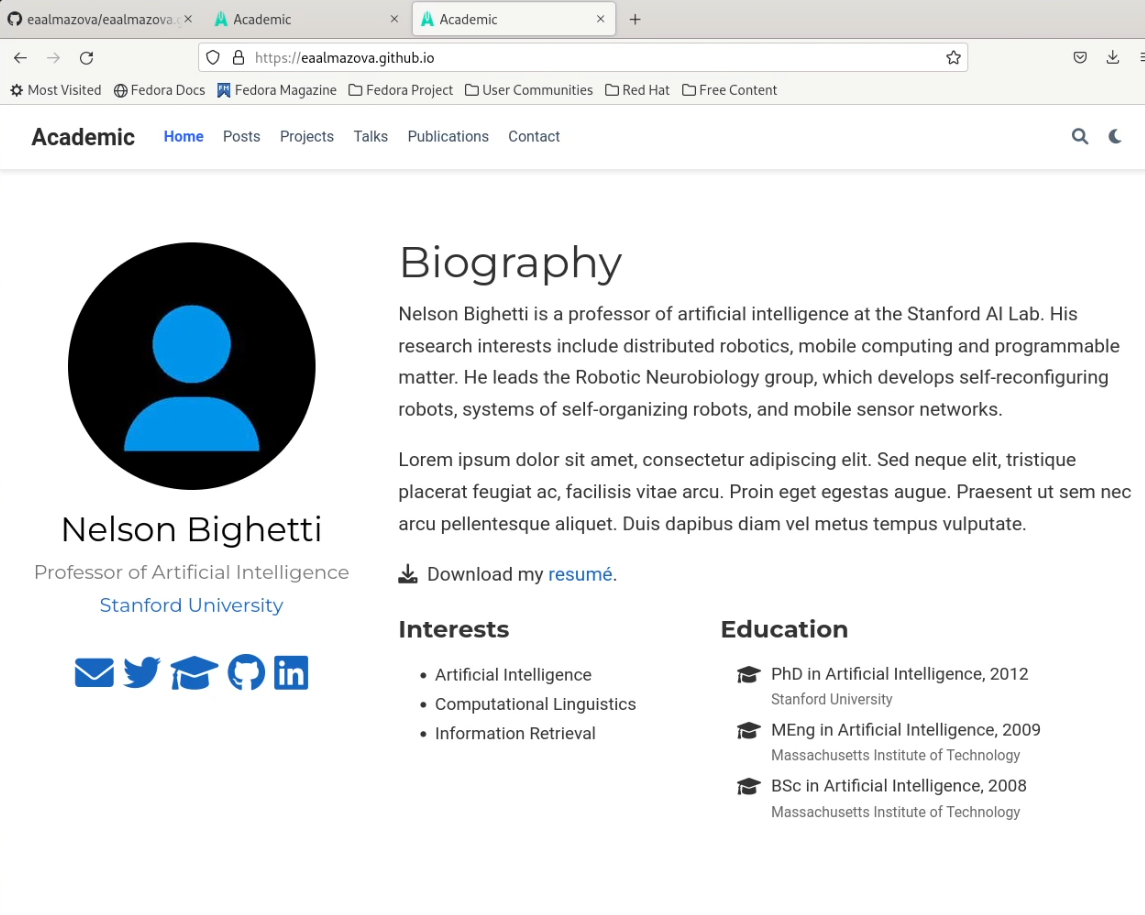 eaalmazova/eaalmazova.g
Academic
Academic
https://eaalmazova.github.io
Most Visited Fedora Docs Fedora Magazine Fedora Project User Communities Red Hat Free Content
Academic Home Posts Projects Talks Publications Contact
Biography
Nelson Bighetti is a professor of artificial intelligence at the Stanford AI Lab. His
research interests include distributed robotics, mobile computing and programmable
matter. He leads the Robotic Neurobiology group, which develops self-reconfiguring
robots, systems of self-organizing robots, and mobile sensor networks.
Lorem ipsum dolor sit amet, consectetur adipiscing elit. Sed neque elit, tristique
placerat feugiat ac, facilisis vitae arcu. Proin eget egestas augue. Praesent ut sem nec
arcu pellentesque aliquet. Duis dapibus diam vel metus tempus vulputate.
Download my resumé.
Nelson Bighetti
Professor of Artificial Intelligence
Stanford University
in
Interests
• Artificial Intelligence
• Computational Linguistics
• Information Retrieval
Education
PhD in Artificial Intelligence, 2012
Stanford University
MEng in Artificial Intelligence, 2009
Massachusetts Institute of Technology
BSc in Artificial Intelligence, 2008
Massachusetts Institute of Technology